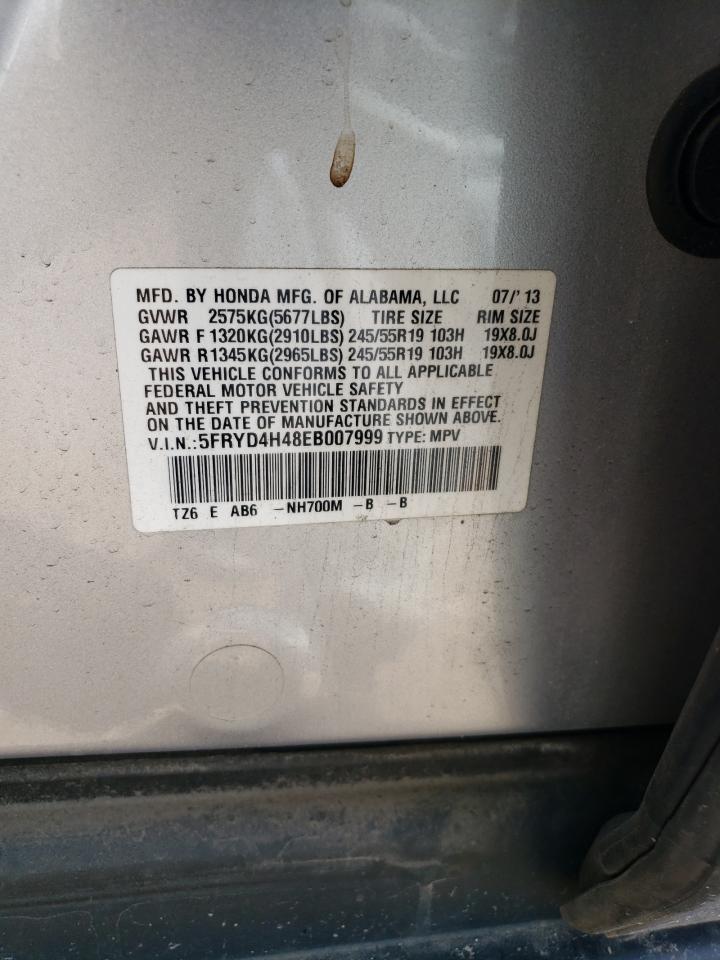 MFD. BY HONDA MFG. OF ALABAMA, LLC 07/'13
GVWR 2575KG(5677LBS) TIRE SIZE RIM SIZE
GAWR F 1320KG(2910LBS) 245/55R19 103H 19X8.0J
GAWR R 1345KG(2965LBS) 245/55R19 103H 19X8.0J
THIS VEHICLE CONFORMS TO ALL APPLICABLE
FEDERAL MOTOR VEHICLE SAFETY
AND THEFT PREVENTION STANDARDS IN EFFECT
ON THE DATE OF MANUFACTURE SHOWN ABOVE.
V.I.N.: 5FRYD4H48EB007999 TYPE: MPV
TZ6 E AB6 -NH700M -B -B